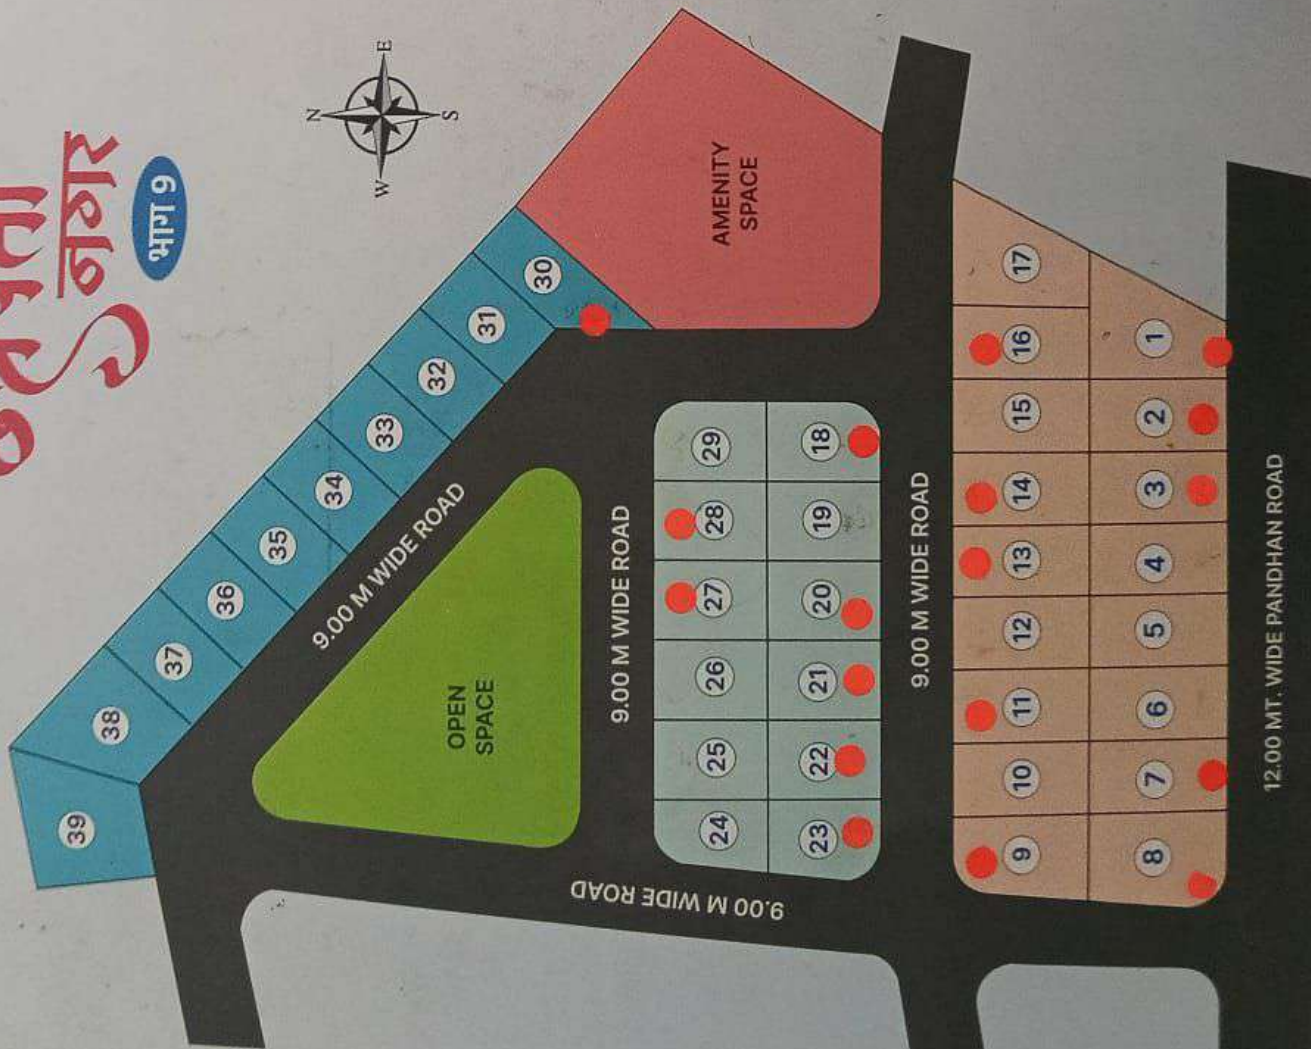 नगर
भाग 9
N
E
S
W
AMENITY
SPACE
30
31
32
33
34
35
36
37
38
39
9.00 M WIDE ROAD
OPEN
SPACE
9.00 M WIDE ROAD
9.00 M WIDE ROAD
24
25
26
27
28
29
23
22
21
20
19
18
9.00 M WIDE ROAD
9
10
11
12
13
14
15
16
17
8
7
6
5
4
3
2
1
12.00 MT. WIDE PANDHAN ROAD